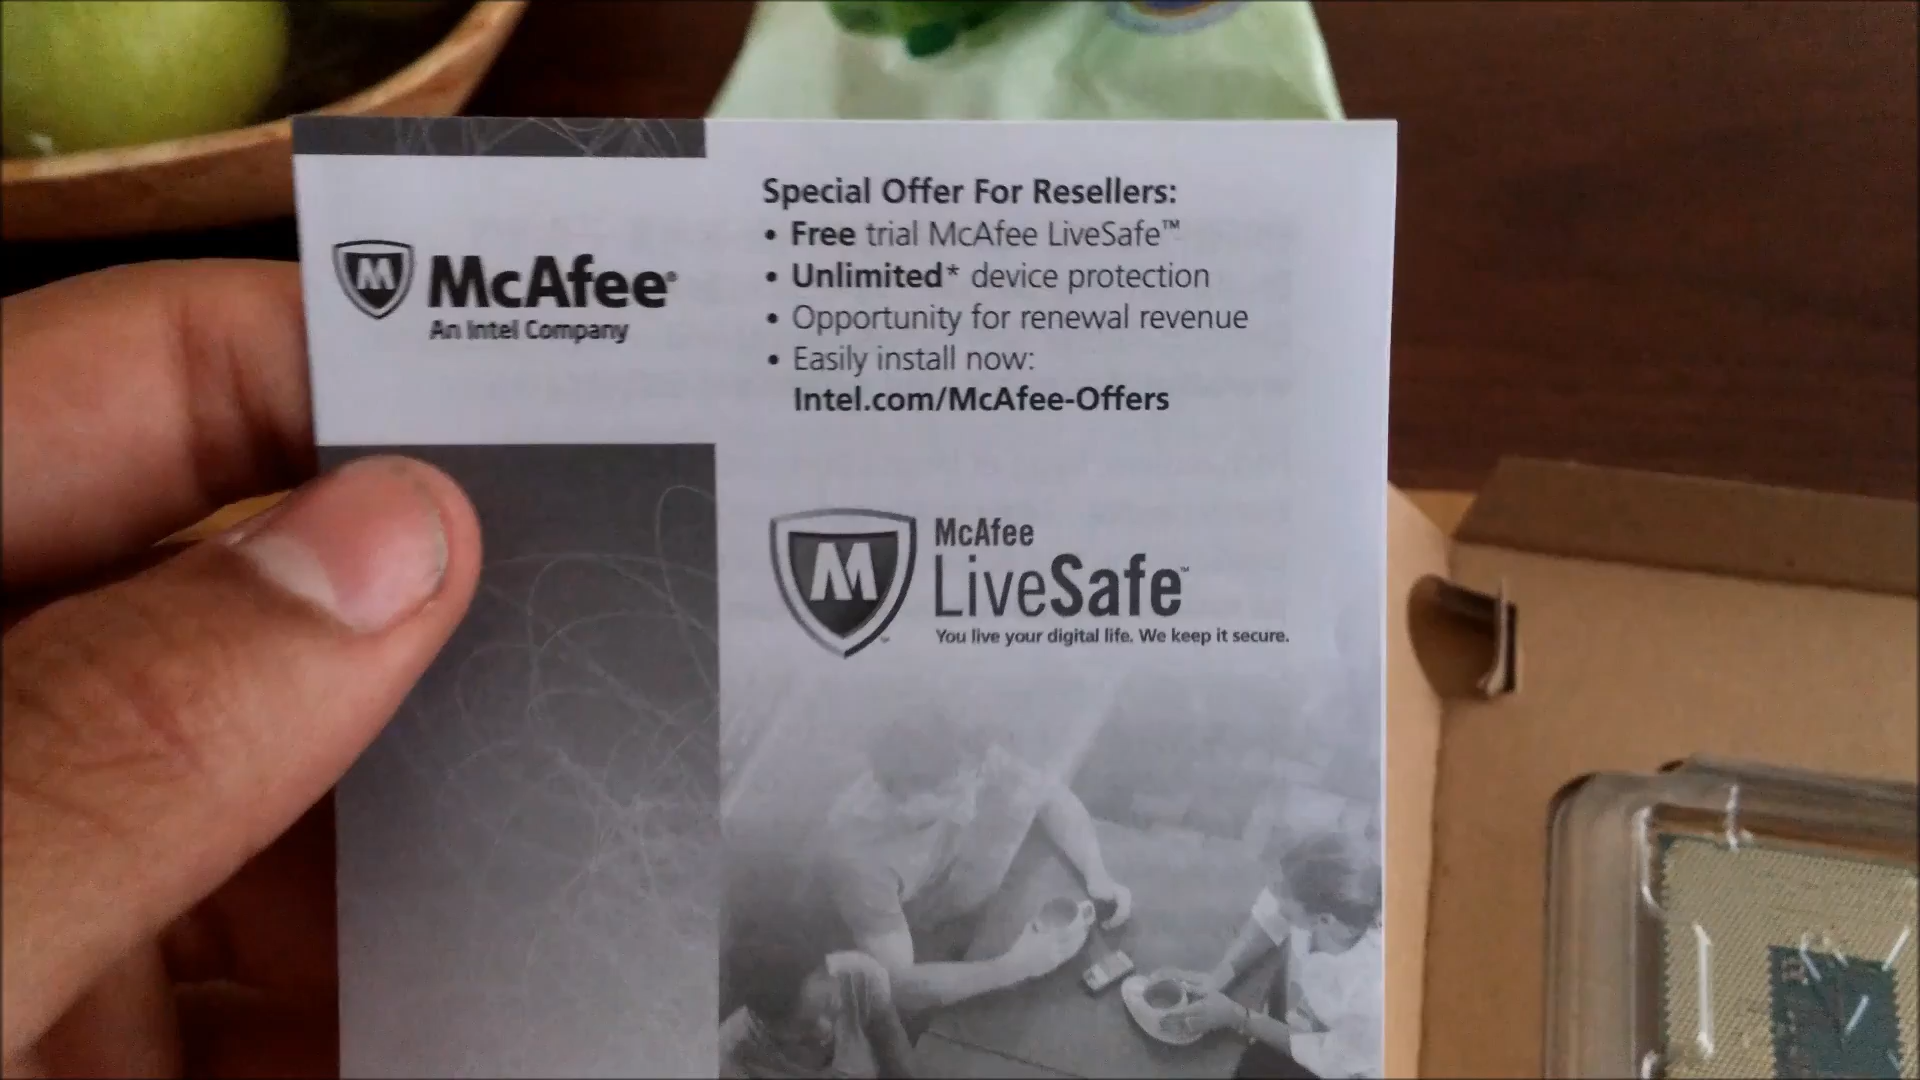 McAfee®
An Intel Company
Special Offer For Resellers:
• Free trial McAfee LiveSafe™
• Unlimited* device protection
• Opportunity for renewal revenue
• Easily install now:
Intel.com/McAfee-Offers
McAfee
LiveSafe™
You live your digital life. We keep it secure.